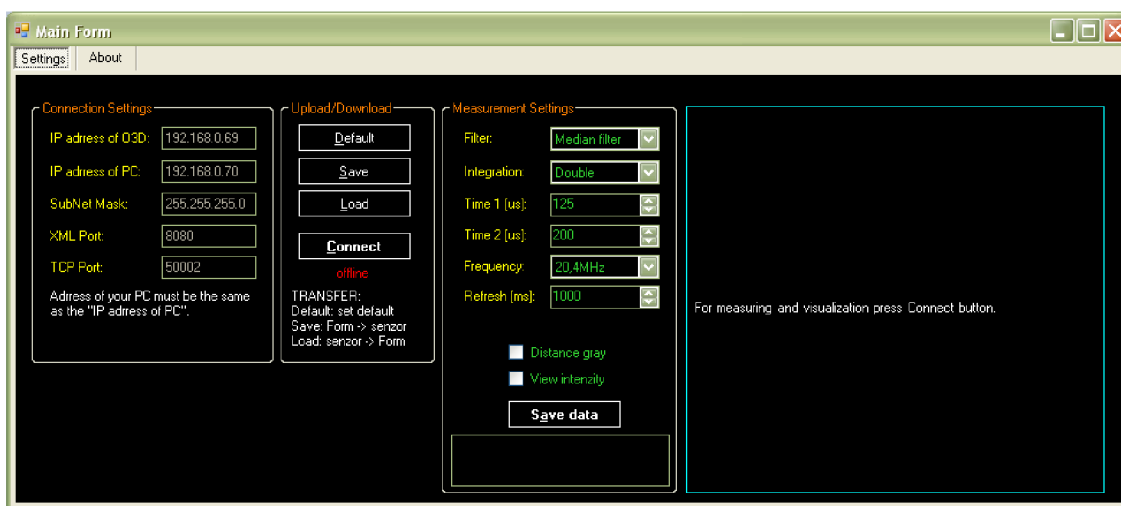 Main Form
Settings
About
Connection Settings
IP adrress of O3D: 192.168.0.69
IP adrress of PC: 192.168.0.70
SubNet Mask: 255.255.255.0
XML Port: 8080
TCP Port: 50002
Adrress of your PC must be the same
as the "IP adrress of PC".
Upload/Download
Default
Save
Load
Connect
offline
TRANSFER:
Default: set default
Save: Form -> senzor
Load: senzor -> Form
Measurement Settings
Filter: Median filter
Integration: Double
Time 1 [us]: 125
Time 2 [us]: 200
Frequency: 20,4MHz
Refresh [ms]: 1000
Distance gray
View intenzity
Save data
For measuring and visualization press Connect button.